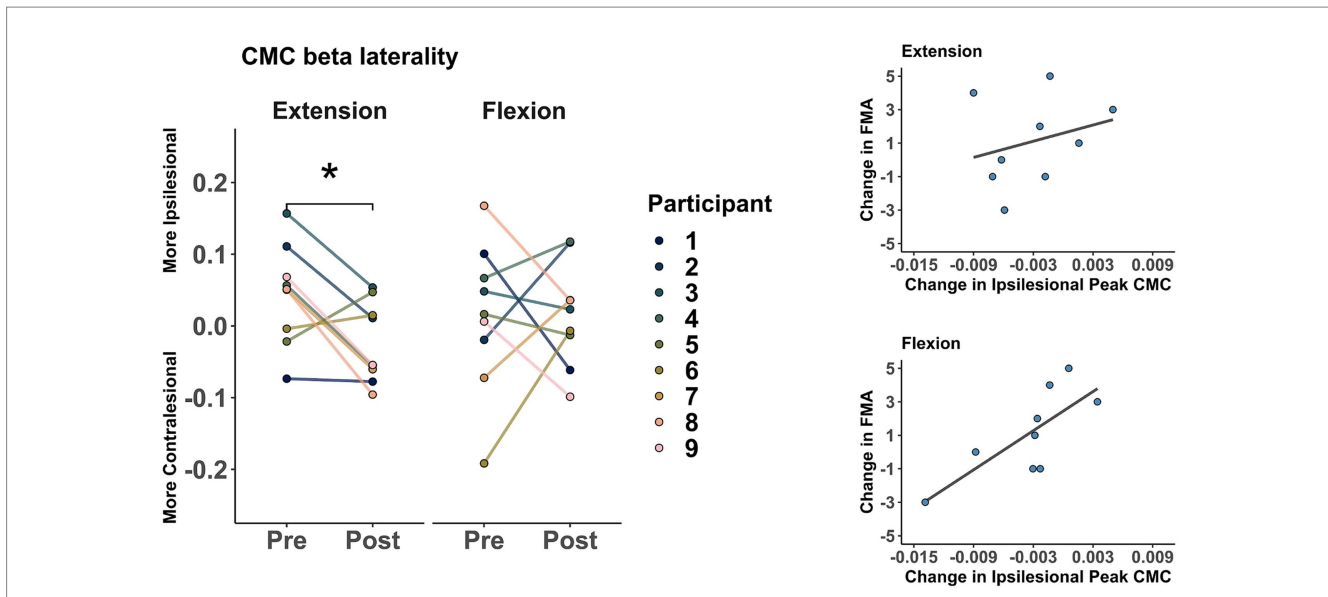 CMC beta laterality
Extension Flexion
More Ipsilesional
More Contralesional
0.2
0.1
0.0
-0.1
-0.2
*
Pre Post Pre Post
Participant
1
2
3
4
5
6
7
8
9
Extension
Change in FMA
5
3
1
-1
-3
-5
-0.015 -0.009 -0.003 0.003 0.009
Change in Ipsilesional Peak CMC
Flexion
Change in FMA
5
3
1
-1
-3
-5
-0.015 -0.009 -0.003 0.003 0.009
Change in Ipsilesional Peak CMC